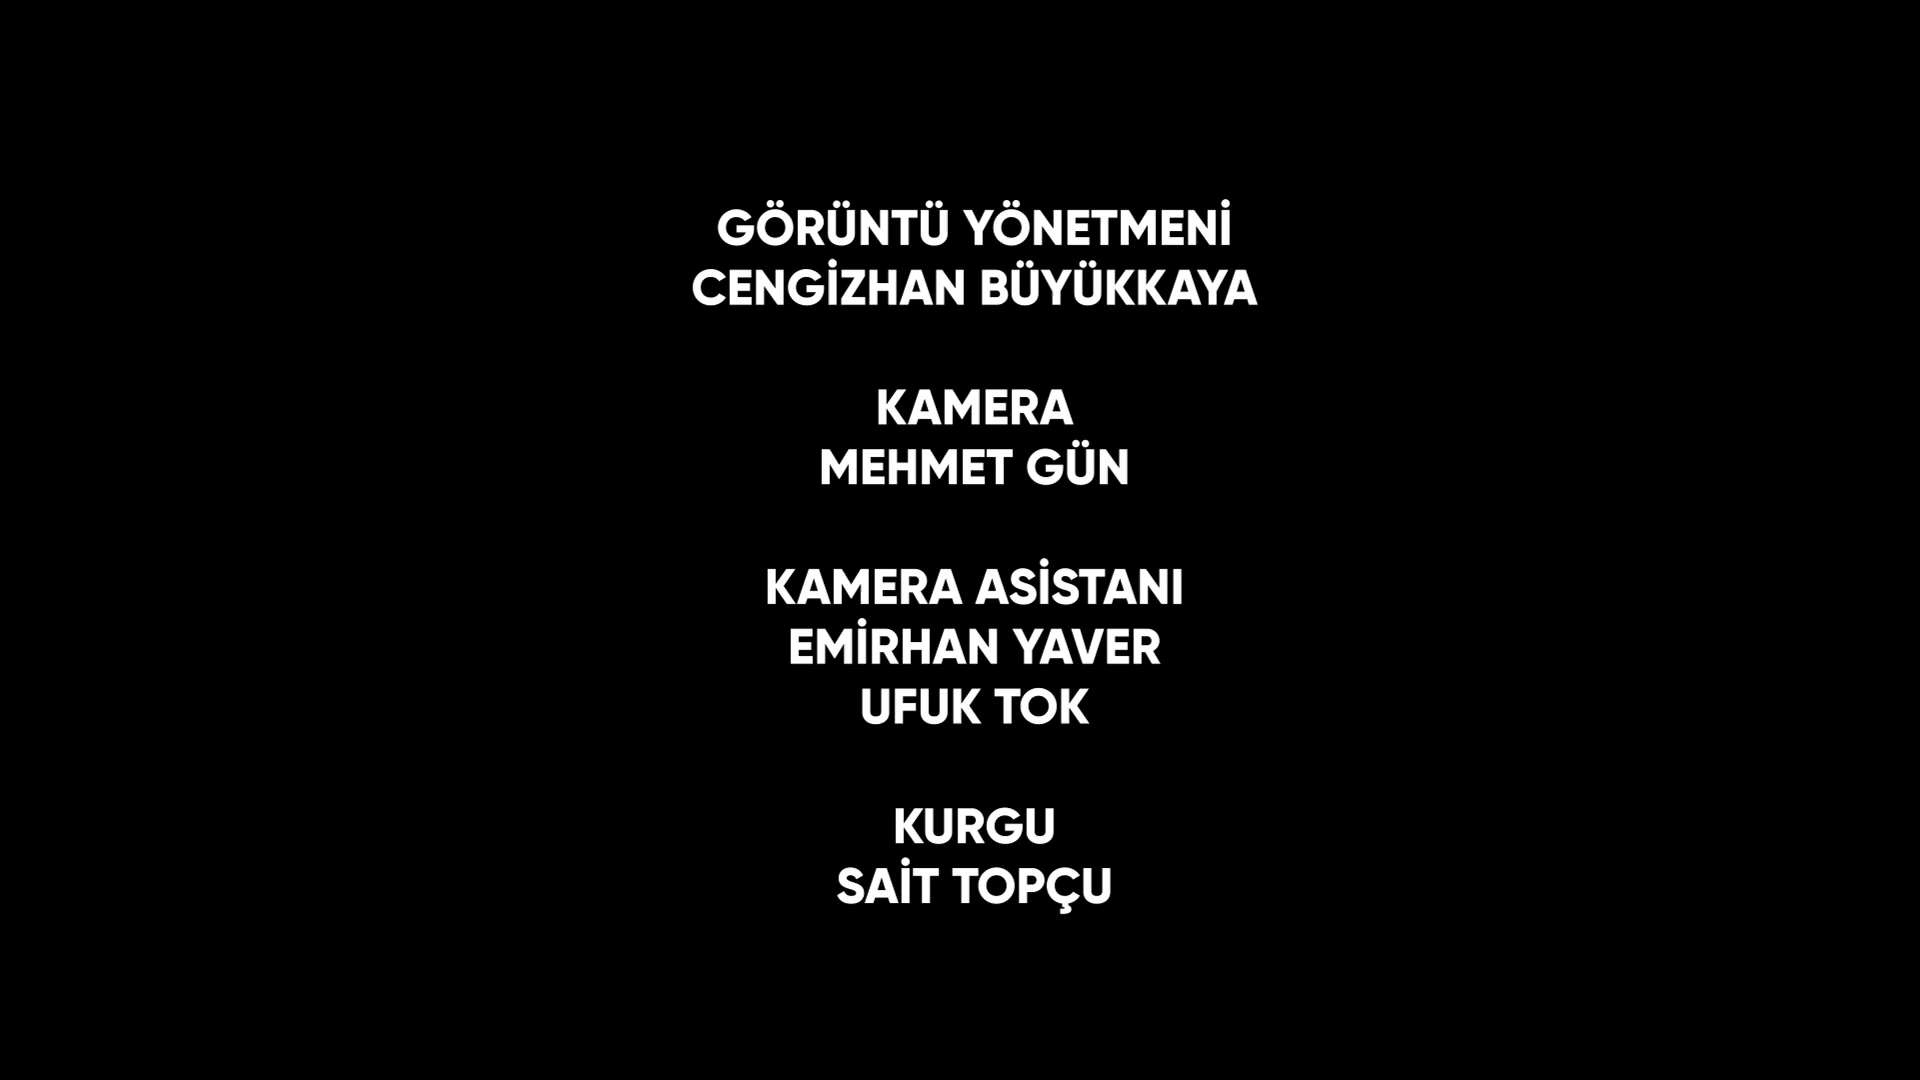 GÖRÜNTÜ YÖNETMENİ
CENGİZHAN BÜYÜKKAYA
KAMERA
MEHMET GÜN
KAMERA ASİSTANI
EMİRHAN YAVER
UFUK TOK
KURGU
SAİT TOPÇU